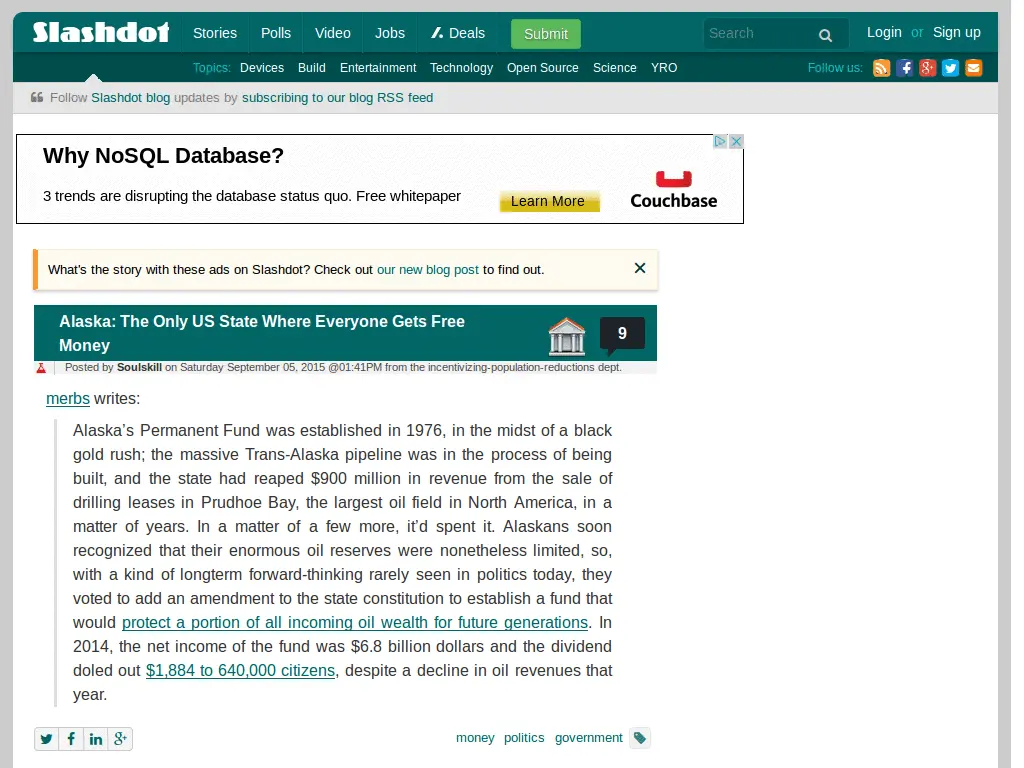 Slashdot Stories Polls Video Jobs Deals Submit Search Login or Sign up
Topics: Devices Build Entertainment Technology Open Source Science YRO Follow us:
Follow Slashdot blog updates by subscribing to our blog RSS feed
Why NoSQL Database?
3 trends are disrupting the database status quo. Free whitepaper
Learn More
Couchbase
What's the story with these ads on Slashdot? Check out our new blog post to find out.
Alaska: The Only US State Where Everyone Gets Free
Money
9
Posted by Soulskill on Saturday September 05, 2015 @01:41PM from the incentivizing-population-reductions dept.
merbs writes:
Alaska’s Permanent Fund was established in 1976, in the midst of a black
gold rush; the massive Trans-Alaska pipeline was in the process of being
built, and the state had reaped $900 million in revenue from the sale of
drilling leases in Prudhoe Bay, the largest oil field in North America, in a
matter of years. In a matter of a few more, it’d spent it. Alaskans soon
recognized that their enormous oil reserves were nonetheless limited, so,
with a kind of longterm forward-thinking rarely seen in politics today, they
voted to add an amendment to the state constitution to establish a fund that
would protect a portion of all incoming oil wealth for future generations. In
2014, the net income of the fund was $6.8 billion dollars and the dividend
doled out $1,884 to 640,000 citizens, despite a decline in oil revenues that
year.
money politics government